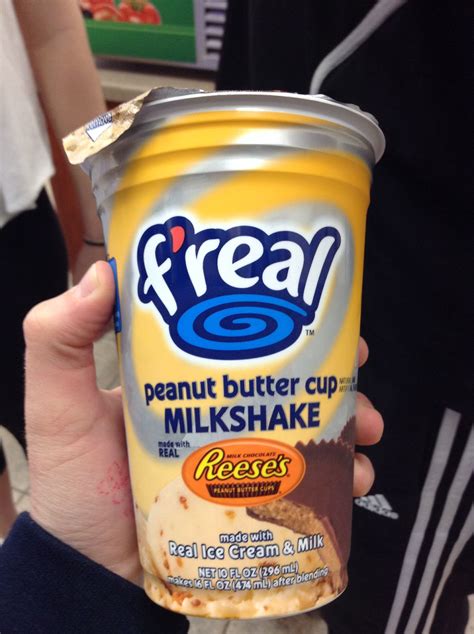 f'real
TM
peanut butter cup
MILKSHAKE
made with
REAL
MILK CHOCOLATE
Reese's
PEANUT BUTTER CUPS
made with
Real Ice Cream & Milk
NET 10 FL OZ (296 mL)
makes 16 FL OZ (474 mL) after blending